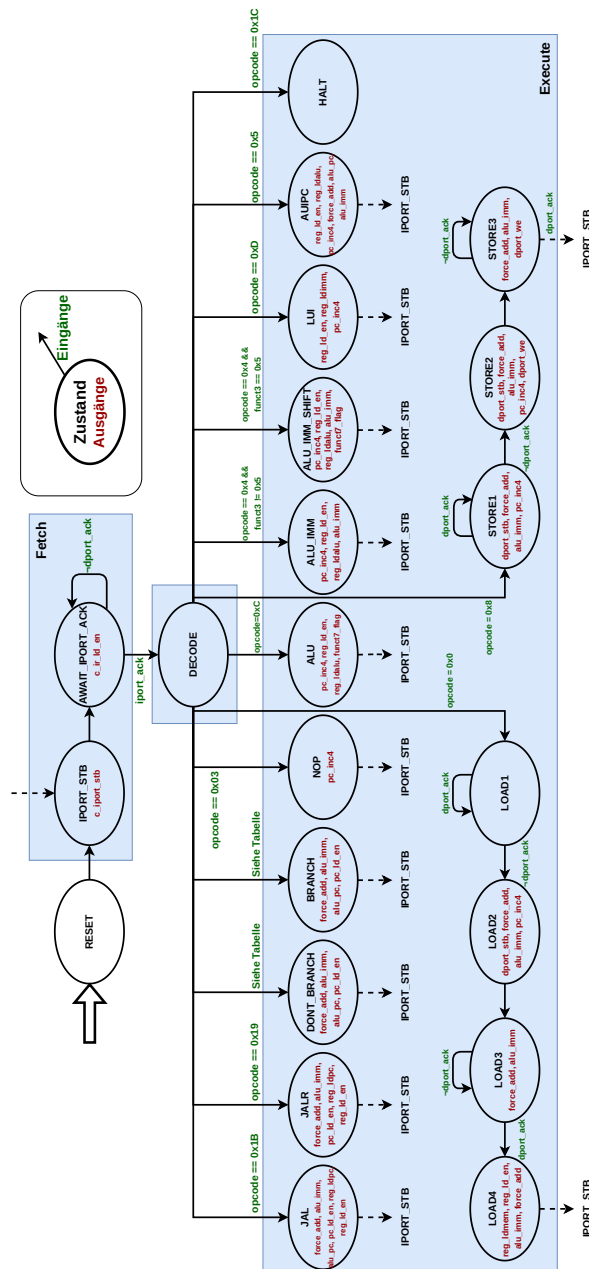 Zustand
Ausgänge
Eingänge
Fetch
RESET
IPORT_STB
c_iport_stb
AWAIT_IPORT_ACK
c_ir_ld_en
¬dport_ack
iport_ack
DECODE
Execute
opcode == 0x1B
opcode == 0x19
Siehe Tabelle
Siehe Tabelle
opcode == 0x03
opcode=0xC
opcode == 0x4 &&
funct3 != 0x5
opcode == 0x4 &&
funct3 == 0x5
opcode == 0xD
opcode == 0x5
opcode == 0x1C
JAL
force_add, alu_imm,
alu_pc, pc_ld_en, reg_ldpc
reg_ld_en
IPORT_STB
JALR
force_add, alu_imm,
pc_ld_en, reg_ldpc,
reg_ld_en
IPORT_STB
DONT_BRANCH
force_add, alu_imm,
alu_pc, pc_ld_en
IPORT_STB
BRANCH
force_add, alu_imm,
alu_pc, pc_ld_en
IPORT_STB
NOP
pc_inc4
IPORT_STB
ALU
pc_inc4, reg_ld_en,
reg_ldalu, funct7_flag
IPORT_STB
ALU_IMM
pc_inc4, reg_ld_en,
reg_ldalu, alu_imm
IPORT_STB
ALU_IMM_SHIFT
pc_inc4, reg_ld_en,
reg_ldalu, alu_imm,
funct7_flag
IPORT_STB
LUI
reg_ld_en, reg_ldimm,
pc_inc4
IPORT_STB
AUIPC
reg_ld_en, reg_ldalu,
pc_inc4, force_add, alu_pc,
alu_imm
IPORT_STB
HALT
opcode = 0x0
opcode = 0x8
LOAD1
dport_ack
¬dport_ack
LOAD2
dport_stb, force_add,
alu_imm, pc_inc4
LOAD3
force_add, alu_imm
¬dport_ack
dport_ack
LOAD4
reg_ldmem, reg_ld_en,
alu_imm, force_add
IPORT_STB
STORE1
dport_stb, force_add,
alu_imm, pc_inc4
dport_ack
¬dport_ack
STORE2
dport_stb, force_add,
alu_imm,
pc_inc4, dport_we
STORE3
force_add, alu_imm,
dport_we
¬dport_ack
dport_ack
IPORT_STB